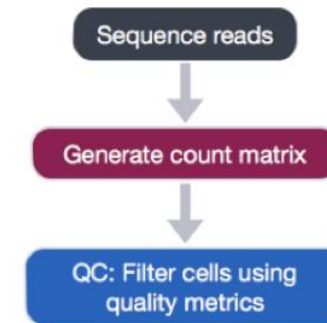 Sequence reads
Generate count matrix
QC: Filter cells using
quality metrics